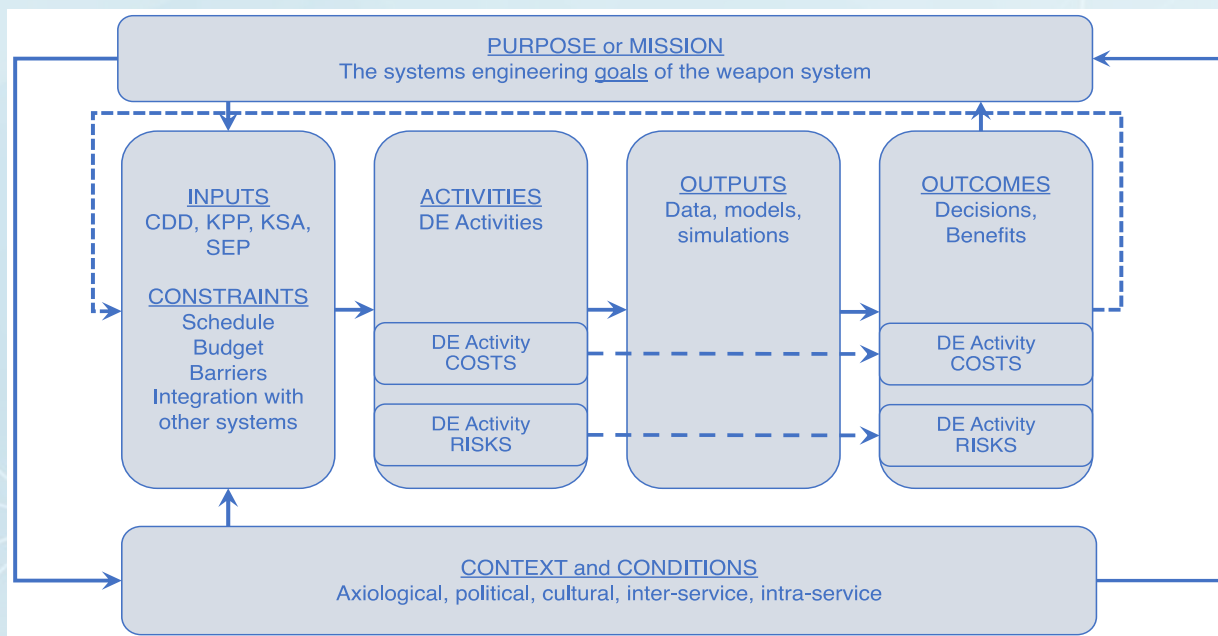 PURPOSE or MISSION
The systems engineering goals of the weapon system
INPUTS
CDD, KPP, KSA,
SEP
CONSTRAINTS
Schedule
Budget
Barriers
Integration with
other systems
ACTIVITIES
DE Activities
DE Activity
COSTS
DE Activity
RISKS
OUTPUTS
Data, models,
simulations
OUTCOMES
Decisions,
Benefits
DE Activity
COSTS
DE Activity
RISKS
CONTEXT and CONDITIONS
Axiological, political, cultural, inter-service, intra-service